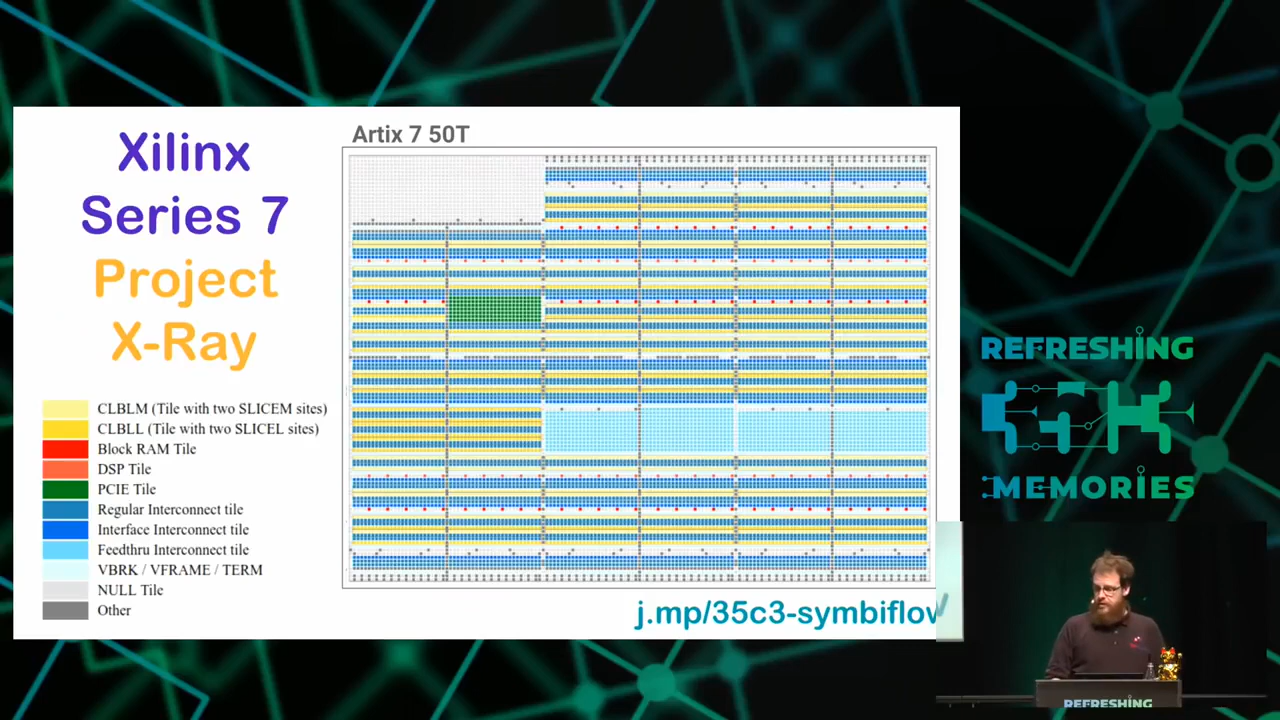 Xilinx
Series 7
Project
X-Ray
Artix 7 50T
CLBLM (Tile with two SLICEM sites)
CLBLL (Tile with two SLICEL sites)
Block RAM Tile
DSP Tile
PCIE Tile
Regular Interconnect tile
Interface Interconnect tile
Feedthru Interconnect tile
VBRK / VFRAME / TERM
NULL Tile
Other
j.mp/35c3-symbiflow
REFRESHING
MEMORIES
REFRESHING